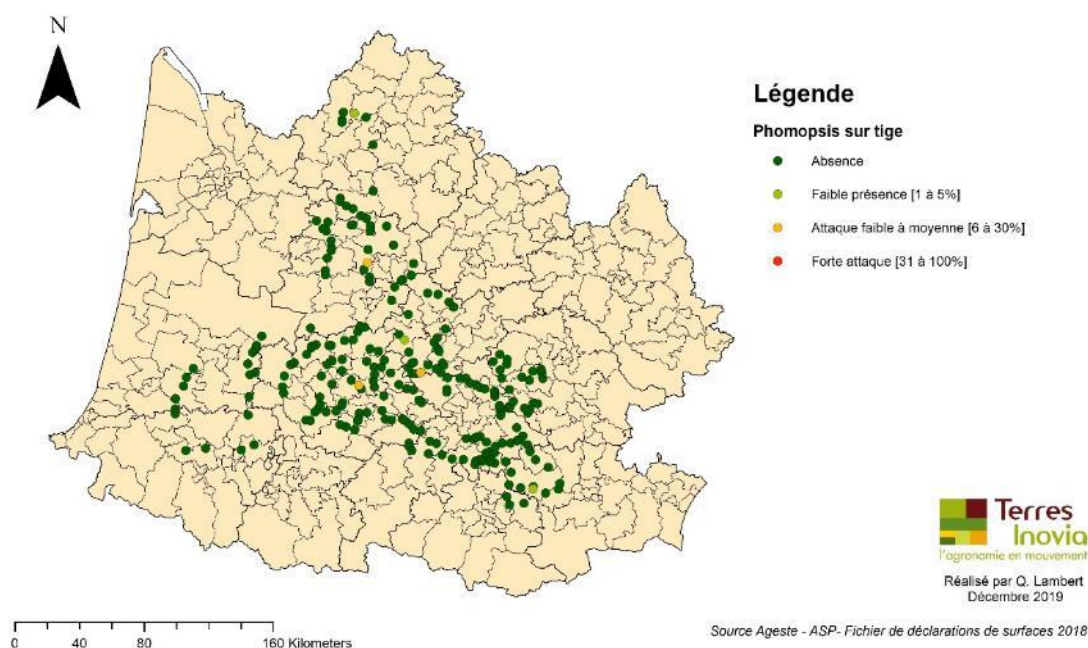 N
Légende
Phomopsis sur tige
Absence
Faible présence [1 à 5%]
Attaque faible à moyenne [6 à 30%]
Forte attaque [31 à 100%]
Terres
Inovia
l'agronomie en mouvement
Réalisé par Q. Lambert
Décembre 2019
0 40 80 160 Kilometers
Source Ageste - ASP- Fichier de déclarations de surfaces 2018